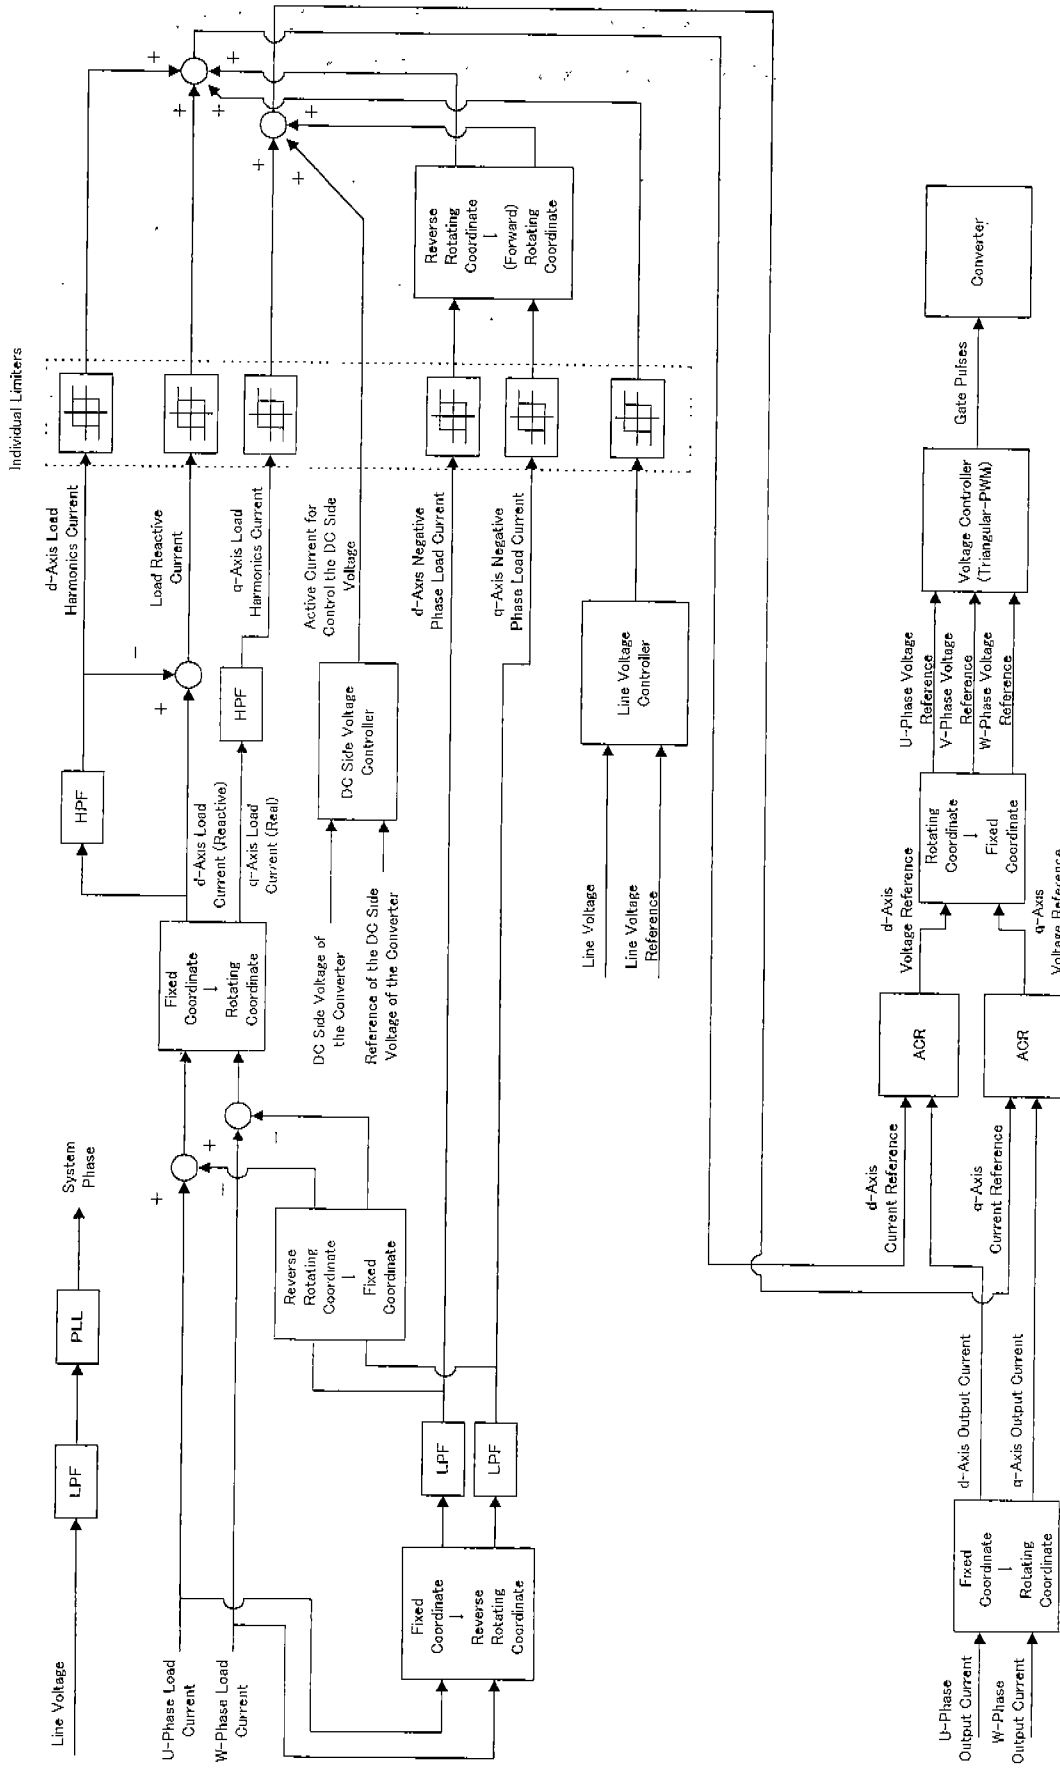 Line Voltage
LPF
PLL
System
Phase
Individual Limiters
U-Phase Load
Current
W-Phase Load
Current
Fixed
Coordinate
↓
Rotating
Coordinate
HPF
d-Axis Load
Current (Reactive)
q-Axis Load
Current (Real)
HPF
d-Axis Load
Harmonics Current
Load Reactive
Current
q-Axis Load
Harmonics Current
DC Side Voltage of
the Converter
Reference of the DC Side
Voltage of the Converter
DC Side Voltage
Controller
Active Current for
Control the DC Side
Voltage
Fixed
Coordinate
↓
Reverse
Rotating
Coordinate
LPF
LPF
Reverse
Rotating
Coordinate
↓
Fixed
Coordinate
d-Axis Negative
Phase Load Current
q-Axis Negative
Phase Load Current
Reverse
Rotating
Coordinate
↓
(Forward)
Rotating
Coordinate
Line Voltage
Line Voltage
Reference
Line Voltage
Controller
U-Phase
Output Current
W-Phase
Output Current
Fixed
Coordinate
↓
Rotating
Coordinate
d-Axis Output Current
q-Axis Output Current
d-Axis
Current Reference
q-Axis
Current Reference
ACR
ACR
d-Axis
Voltage Reference
q-Axis
Voltage Reference
Rotating
Coordinate
↓
Fixed
Coordinate
U-Phase Voltage
Reference
V-Phase Voltage
Reference
W-Phase Voltage
Reference
Voltage Controller
(Triangular-PWM)
Gate Pulses
Converter